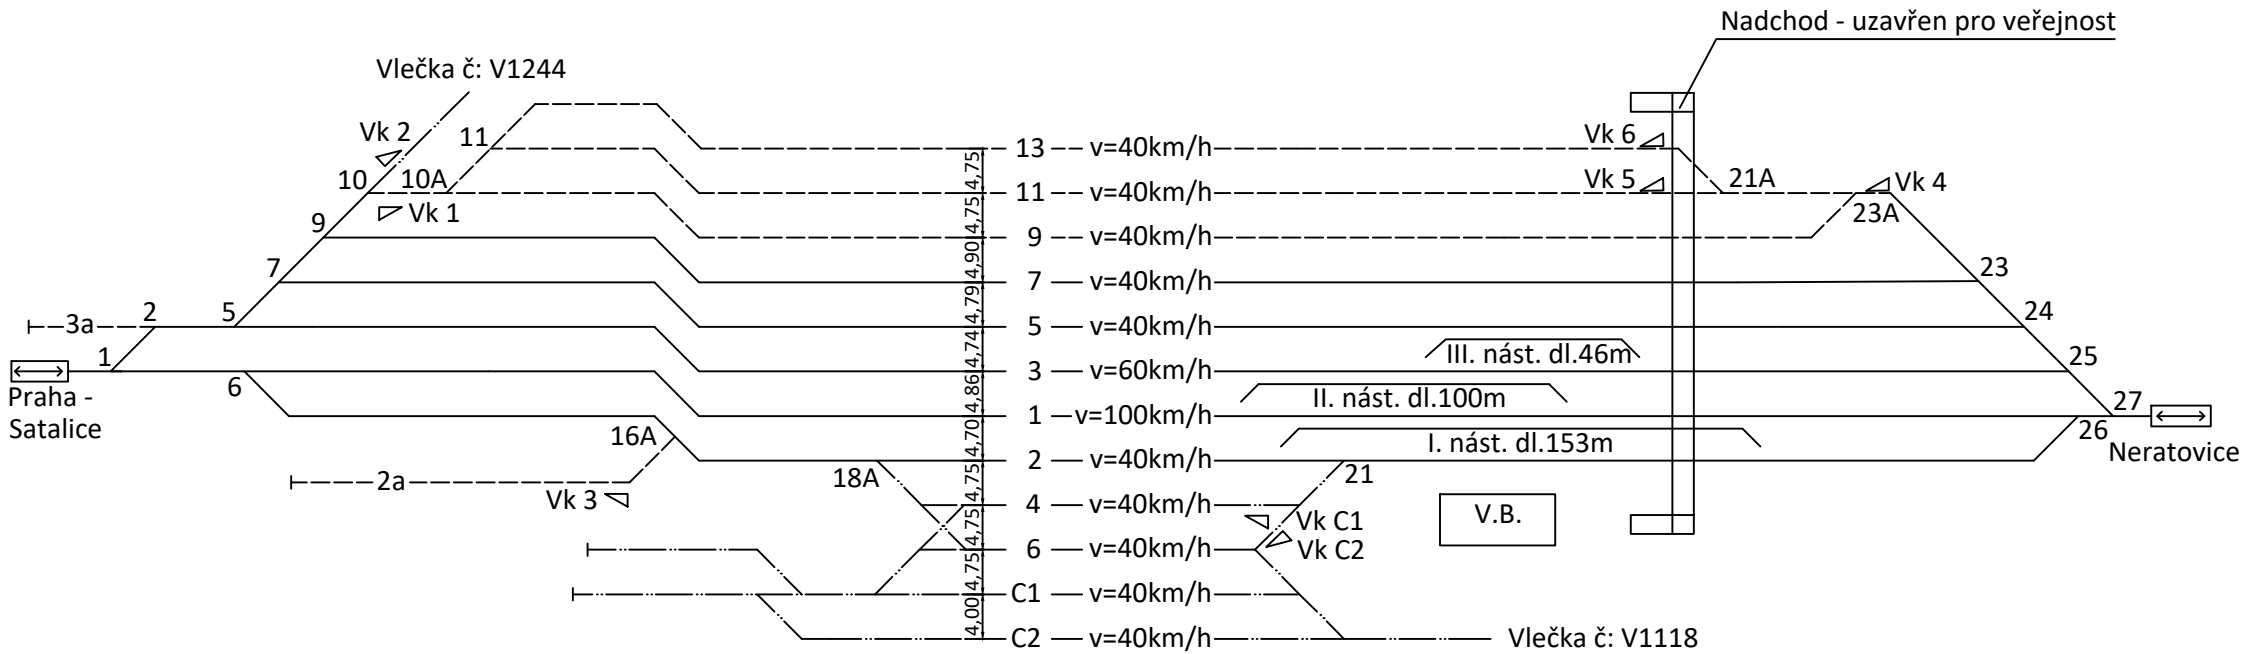 Nadchod - uzavřen pro veřejnost
Vlečka č: V1244
Vk 2
11
10
10A
Vk 1
9
7
2
5
3a
1
6
Praha -
Satalice
16A
2a
Vk 3
18A
13 v=40km/h
4,75
11 v=40km/h
4,75
9 v=40km/h
4,90
7 v=40km/h
4,79
5 v=40km/h
4,74
3 v=60km/h
4,86
1 v=100km/h
4,70
2 v=40km/h
4,75
4 v=40km/h
4,75
6 v=40km/h
4,75
C1 v=40km/h
4,00
C2 v=40km/h
Vk 6
Vk 5
21A
Vk 4
23A
23
24
III. nást. dl.46m
25
II. nást. dl.100m
27
I. nást. dl.153m
26
Neratovice
21
V.B.
Vk C1
Vk C2
Vlečka č: V1118